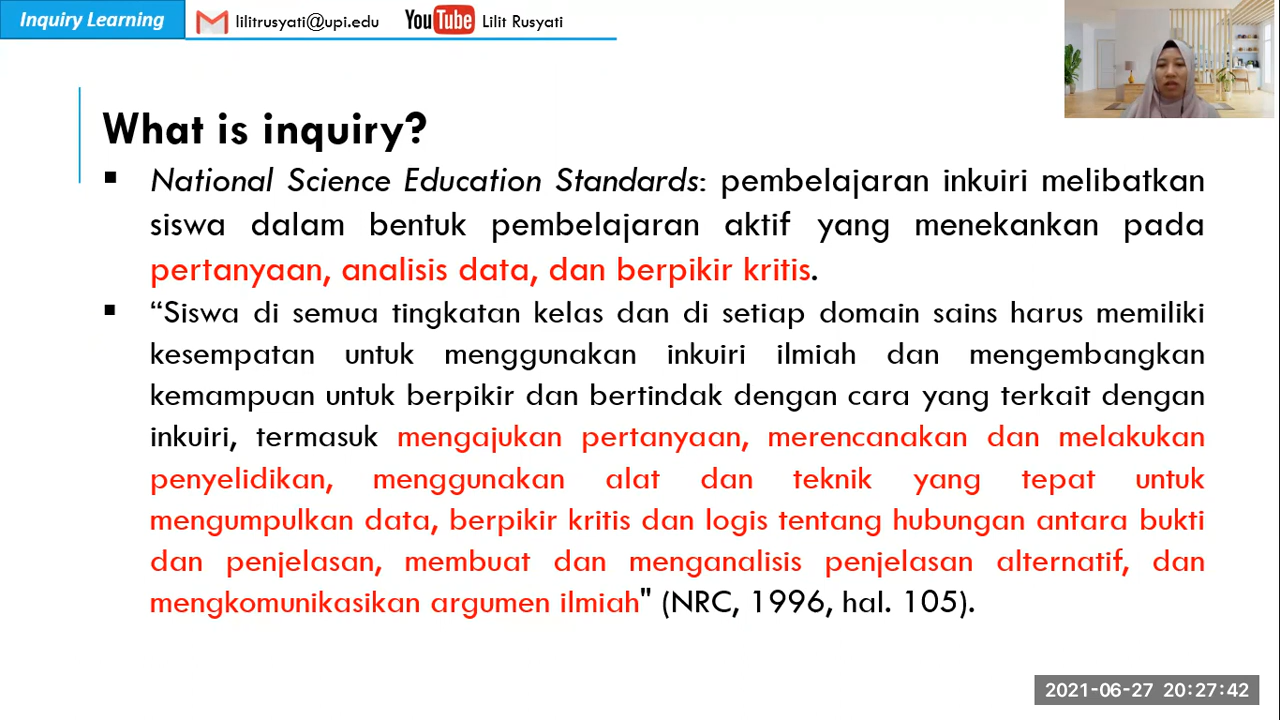 Inquiry Learning
lilitrusyati@upi.edu
YouTube
Lilit Rusyati
What is inquiry?
▪ National Science Education Standards: pembelajaran inkuiri melibatkan
siswa dalam bentuk pembelajaran aktif yang menekankan pada
pertanyaan, analisis data, dan berpikir kritis.
▪ “Siswa di semua tingkatan kelas dan di setiap domain sains harus memiliki
kesempatan untuk menggunakan inkuiri ilmiah dan mengembangkan
kemampuan untuk berpikir dan bertindak dengan cara yang terkait dengan
inkuiri, termasuk mengajukan pertanyaan, merencanakan dan melakukan
penyelidikan, menggunakan alat dan teknik yang tepat untuk
mengumpulkan data, berpikir kritis dan logis tentang hubungan antara bukti
dan penjelasan, membuat dan menganalisis penjelasan alternatif, dan
mengkomunikasikan argumen ilmiah" (NRC, 1996, hal. 105).
2021-06-27 20:27:42